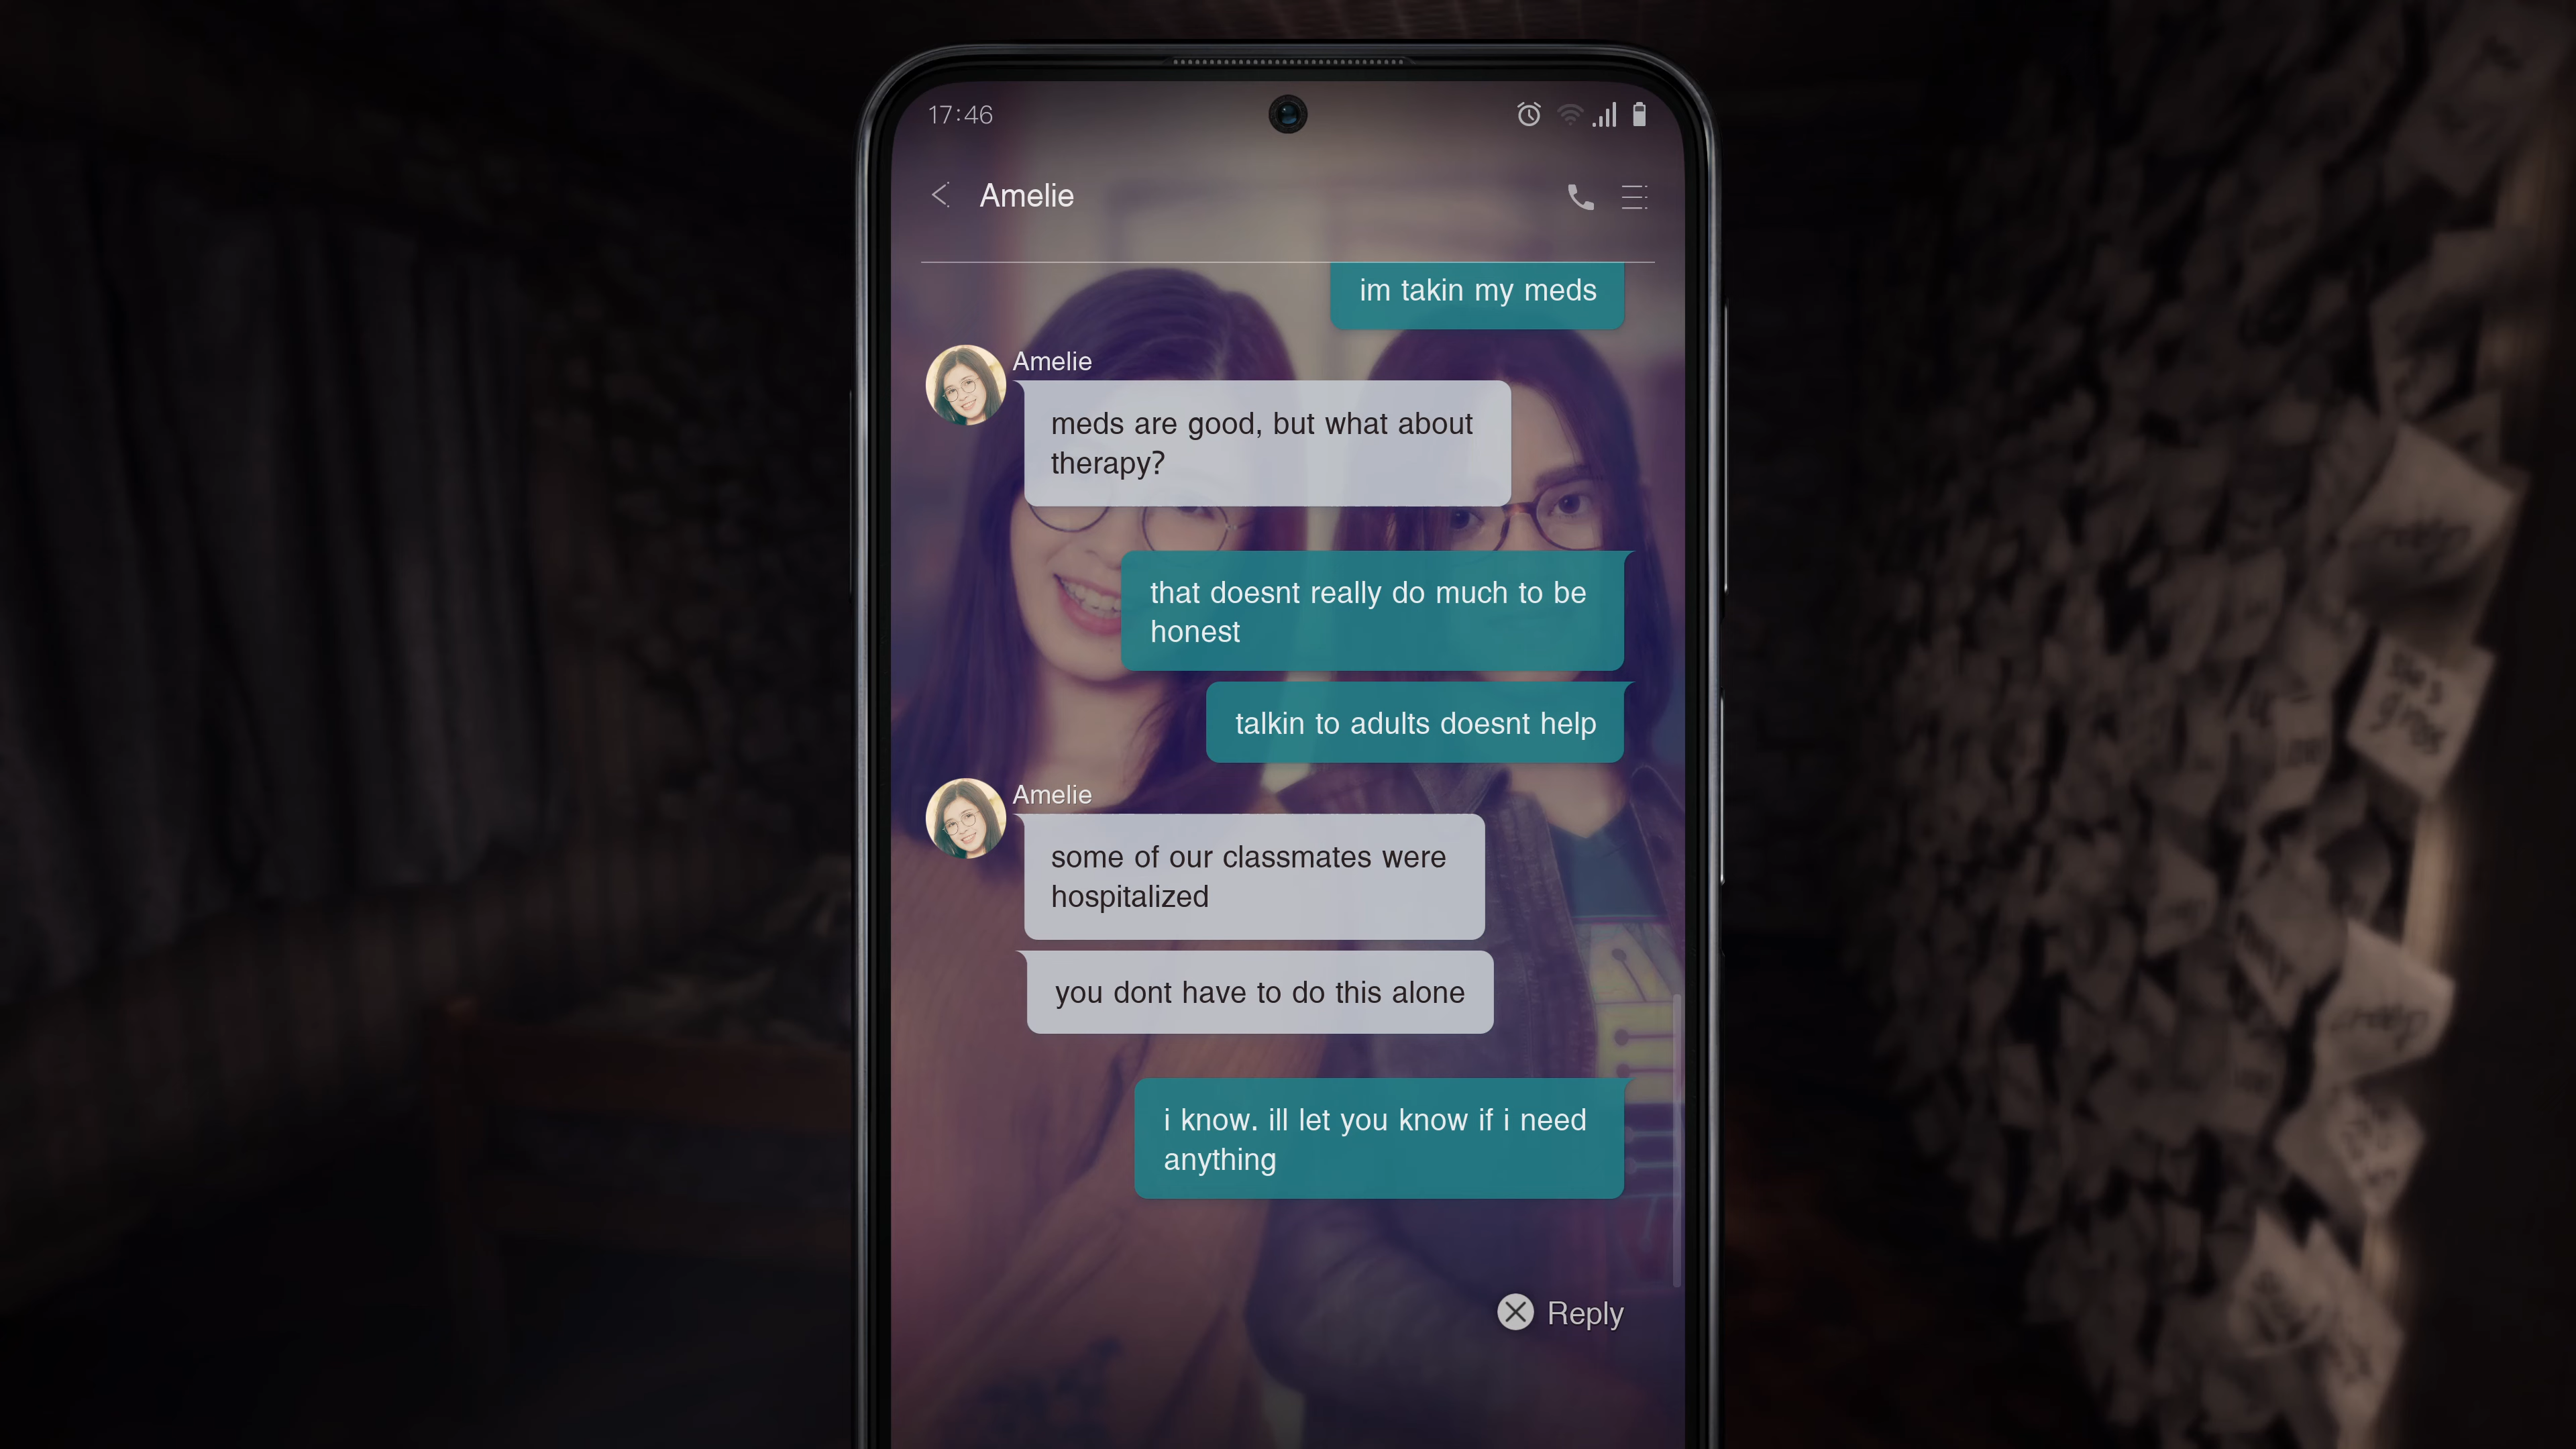 17:46
Amelie
im takin my meds
Amelie
meds are good, but what about
therapy?
that doesnt really do much to be
honest
talkin to adults doesnt help
Amelie
some of our classmates were
hospitalized
you dont have to do this alone
i know. ill let you know if i need
anything
Reply